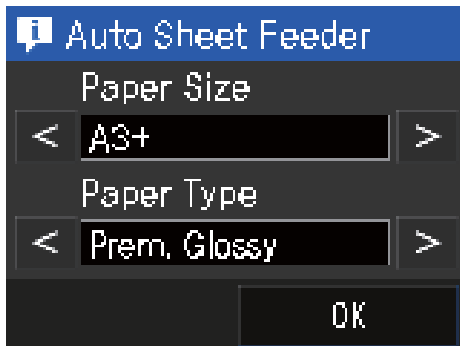 Auto Sheet Feeder
Paper Size
< A3+ >
Paper Type
< Prem. Glossy >
OK